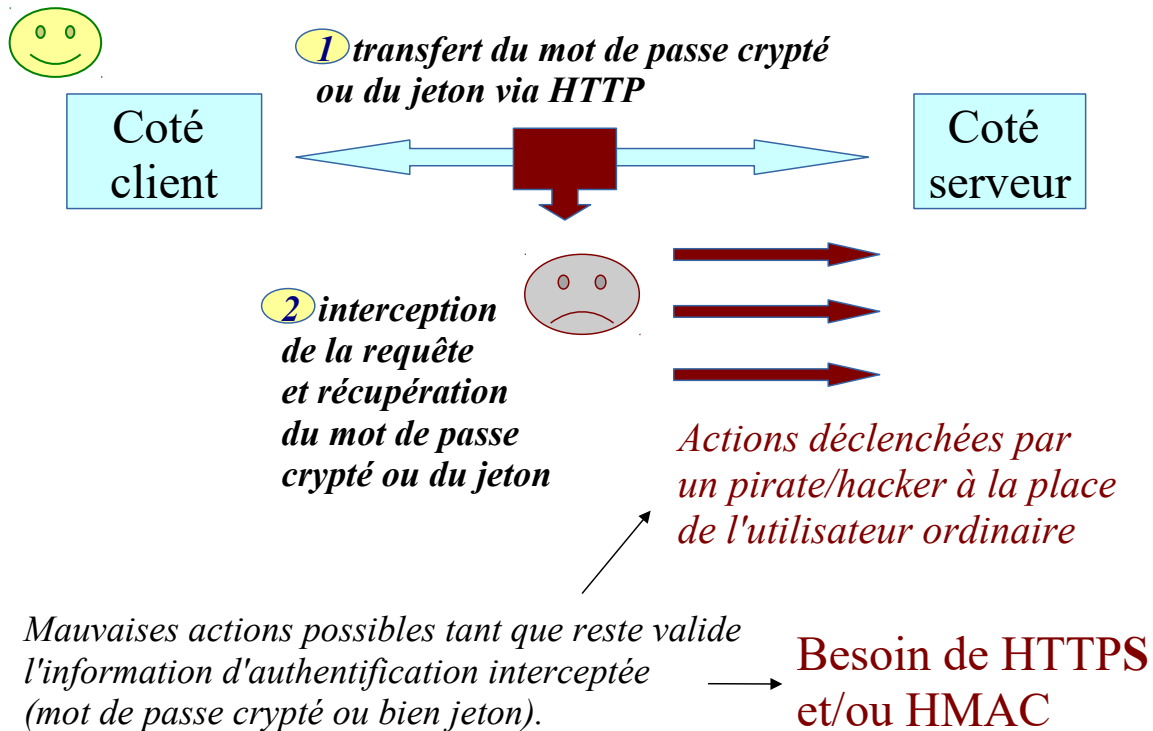 1 transfert du mot de passe crypté
ou du jeton via HTTP
Coté
client
Coté
serveur
2 interception
de la requête
et récupération
du mot de passe
crypté ou du jeton
Actions déclenchées par
un pirate/hacker à la place
de l'utilisateur ordinaire
Mauvaises actions possibles tant que reste valide
l'information d'authentification interceptée
(mot de passe crypté ou bien jeton).
Besoin de HTTPS
et/ou HMAC